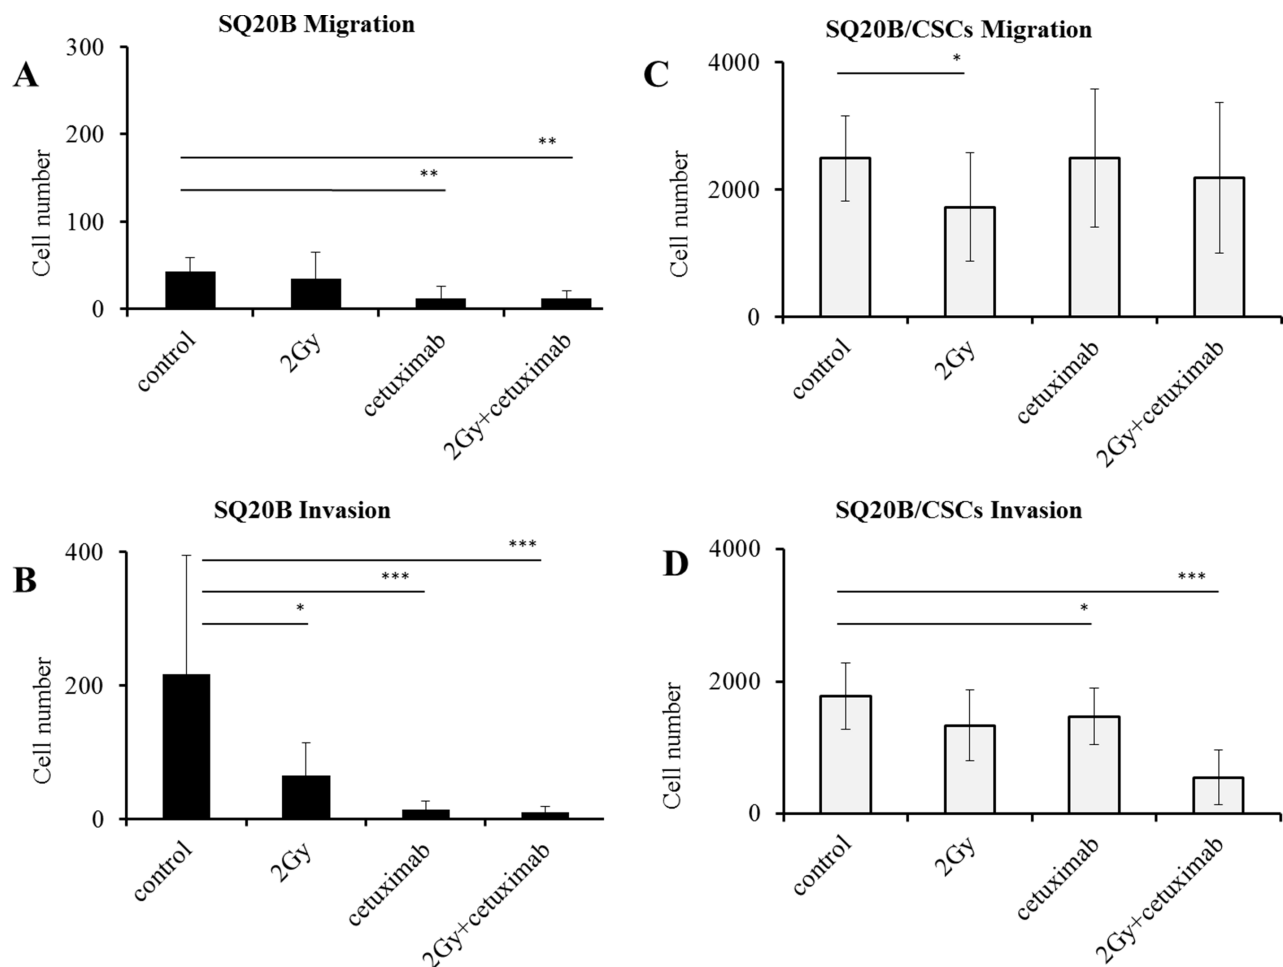 SQ20B Migration
A
300
200
100
0
Cell number
**
**
control
2Gy
cetuximab
2Gy+cetuximab
SQ20B/CSCs Migration
C
4000
2000
0
Cell number
*
control
2Gy
cetuximab
2Gy+cetuximab
SQ20B Invasion
B
400
200
0
Cell number
***
***
*
control
2Gy
cetuximab
2Gy+cetuximab
SQ20B/CSCs Invasion
D
4000
2000
0
Cell number
***
*
control
2Gy
cetuximab
2Gy+cetuximab